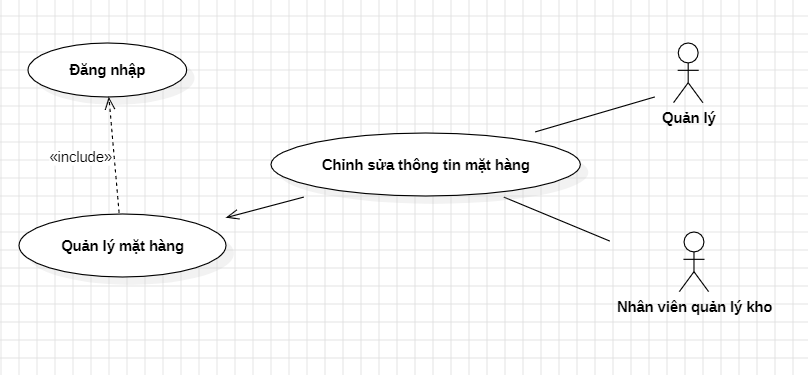 Đăng nhập
Quản lý
«include»
Chỉnh sửa thông tin mặt hàng
Quản lý mặt hàng
Nhân viên quản lý kho